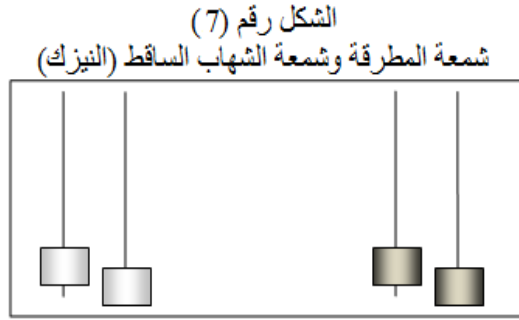 الشكل رقم (7)
شمعة المطرقة وشمعة الشهاب الساقط (النيزك)